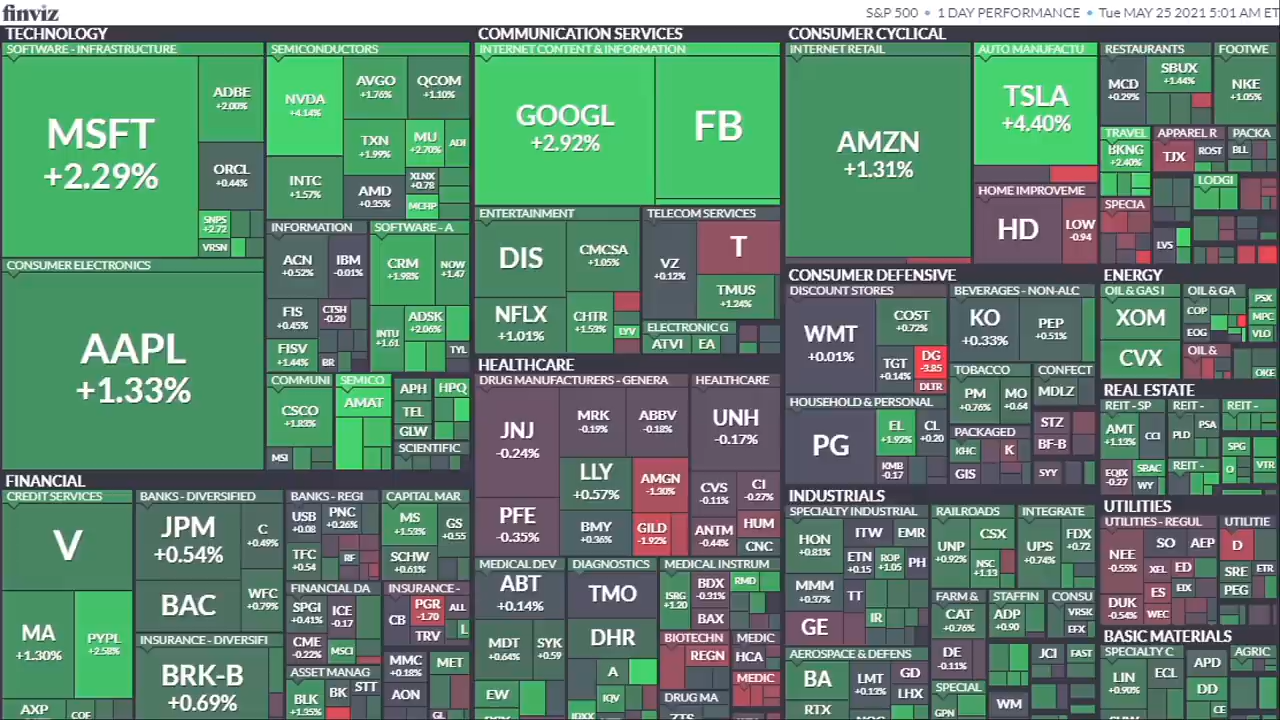 finviz
S&P 500 • 1 DAY PERFORMANCE • Tue MAY 25 2021 5:01 AM ET
TECHNOLOGY
SOFTWARE - INFRASTRUCTURE
MSFT
+2.29%
ADBE
+2.00%
ORCL
+0.44%
SNPS
+2.72
VRSN
SEMICONDUCTORS
NVDA
+4.14%
AVGO
+1.76%
QCOM
+1.10%
TXN
+1.99%
MU
+2.70%
ADI
INTC
+1.57%
AMD
+0.35%
XLNX
+0.78
MCHP
CONSUMER ELECTRONICS
AAPL
+1.33%
INFORMATION
ACN
+0.52%
IBM
-0.01%
FIS
+0.45%
CTSH
-0.20
FISV
+1.44%
BR
SOFTWARE - A
CRM
+1.98%
NOW
+1.47
INTU
+1.61
ADSK
+2.06%
TYL
COMMUNI
CSCO
+1.83%
MSI
SEMICO
AMAT
APH
HPQ
TEL
GLW
SCIENTIFIC
FINANCIAL
CREDIT SERVICES
V
MA
+1.30%
PYPL
+2.58%
AXP
COF
BANKS - DIVERSIFIED
JPM
+0.54%
C
+0.49%
BAC
WFC
+0.79%
INSURANCE - DIVERSIFI
BRK-B
+0.69%
BANKS - REGI
USB
+0.08
PNC
+0.26%
TFC
+0.54
RF
CAPITAL MAR
MS
+1.53%
GS
+0.55
SCHW
+0.61%
FINANCIAL DA
SPGI
+0.41%
ICE
-0.17
CME
-0.22%
MSCI
INSURANCE -
CB
PGR
-1.70
ALL
TRV
L
ASSET MANAG
BLK
+1.35%
BK
STT
MMC
+0.18%
MET
AON
GL
COMMUNICATION SERVICES
INTERNET CONTENT & INFORMATION
GOOGL
+2.92%
FB
ENTERTAINMENT
DIS
CMCSA
+1.05%
NFLX
+1.01%
CHTR
+1.53%
LYV
TELECOM SERVICES
VZ
+0.12%
T
TMUS
+1.24%
ELECTRONIC G
ATVI
EA
HEALTHCARE
DRUG MANUFACTURERS - GENERA
JNJ
-0.24%
MRK
-0.19%
ABBV
-0.18%
LLY
+0.57%
AMGN
-1.30%
PFE
-0.35%
BMY
+0.36%
GILD
-1.92%
HEALTHCARE
UNH
-0.17%
CVS
-0.11%
CI
-0.27%
ANTM
-0.44%
HUM
CNC
MEDICAL DEV
ABT
+0.14%
MDT
+0.64%
SYK
+0.59
EW
DIAGNOSTICS
TMO
DHR
A
IQV
IDXX
MEDICAL INSTRUM
ISRG
+1.20
BDX
-0.31%
RMD
BAX
BIOTECHN
REGN
MEDIC
HCA
MEDIC
DRUG MA
ZTS
CONSUMER CYCLICAL
INTERNET RETAIL
AMZN
+1.31%
AUTO MANUFACTU
TSLA
+4.40%
HOME IMPROVEME
HD
LOW
-0.94
RESTAURANTS
MCD
+0.29%
SBUX
+1.44%
FOOTWE
NKE
+1.05%
TRAVEL
BKNG
+2.40%
APPAREL R
TJX
ROST
PACKA
BLL
LODGI
SPECIA
LVS
CONSUMER DEFENSIVE
DISCOUNT STORES
WMT
+0.01%
COST
+0.72%
TGT
+0.14%
DG
-3.85
DLTR
BEVERAGES - NON-ALC
KO
+0.33%
PEP
+0.51%
HOUSEHOLD & PERSONAL
PG
EL
+1.92%
CL
+0.20
KMB
-0.17
TOBACCO
PM
+0.76%
MO
+0.64
CONFECT
MDLZ
PACKAGED
KHC
K
GIS
STZ
BF-B
SYY
ENERGY
OIL & GAS I
XOM
CVX
OIL & GA
COP
EOG
OIL &
PSX
MPC
VLO
OKE
REAL ESTATE
REIT - SP
AMT
+1.13%
CCI
EQIX
-0.27
SBAC
WY
REIT -
PLD
PSA
REIT -
REIT -
SPG
O
VTR
INDUSTRIALS
SPECIALTY INDUSTRIAL
HON
+0.81%
ITW
EMR
ETN
+0.15
ROP
+1.05
PH
MMM
+0.37%
TT
IR
GE
RAILROADS
UNP
+0.92%
CSX
NSC
+1.13
INTEGRATE
UPS
+0.74%
FDX
+0.72
FARM &
CAT
+0.76%
DE
-0.11%
STAFFIN
ADP
+0.90
CONSU
VRSK
EFX
AEROSPACE & DEFENS
BA
LMT
+0.13%
GD
LHX
RTX
SPECIAL
GPN
JCI
FAST
WM
UTILITIES
UTILITIES - REGUL
NEE
-0.55%
SO
AEP
XEL
ED
DUK
-0.54%
ES
EIX
WEC
UTILITIE
D
SRE
ETR
PEG
BASIC MATERIALS
SPECIALTY C
LIN
+0.90%
ECL
APD
DD
CE
AGRIC